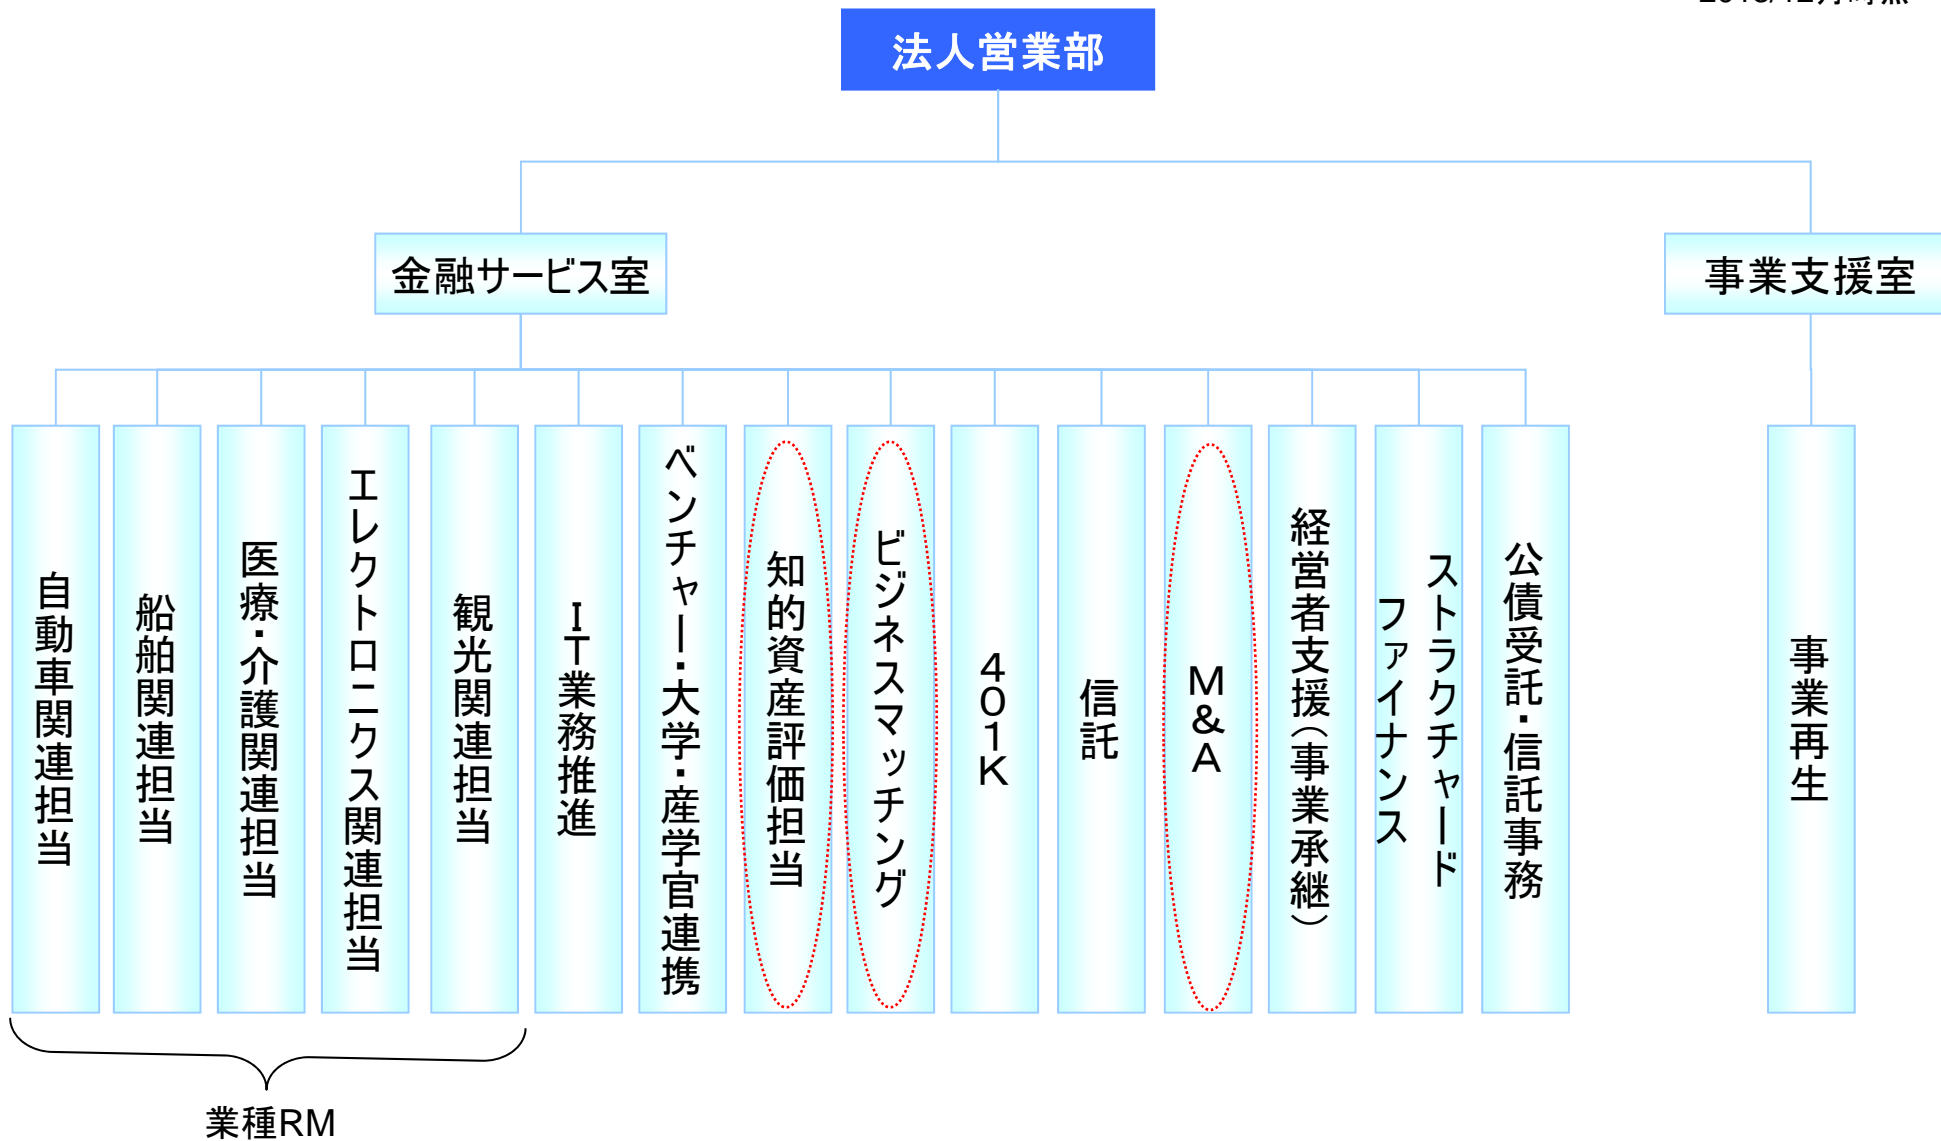 法人営業部
金融サービス室
事業支援室
自動車関連担当
船舶関連担当
医療・介護関連担当
エレクトロニクス関連担当
観光関連担当
IT業務推進
ベンチャー・大学・産学官連携
知的資産評価担当
ビジネスマッチング
401K
信託
M&A
経営者支援(事業承継)
ストラクチャード
ファイナンス
公債受託・信託事務
事業再生
業種RM